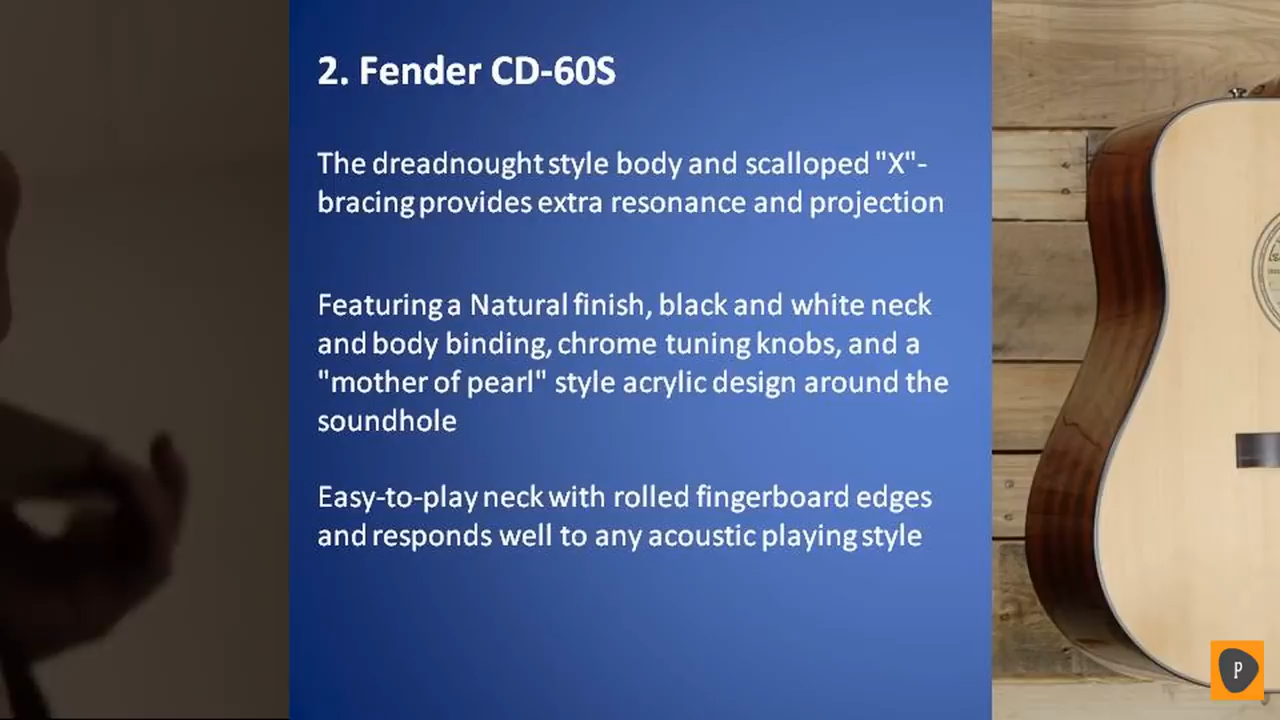 2. Fender CD-60S
The dreadnought style body and scalloped "X"-
bracing provides extra resonance and projection
Featuring a Natural finish, black and white neck
and body binding, chrome tuning knobs, and a
"mother of pearl" style acrylic design around the
soundhole
Easy-to-play neck with rolled fingerboard edges
and responds well to any acoustic playing style
P